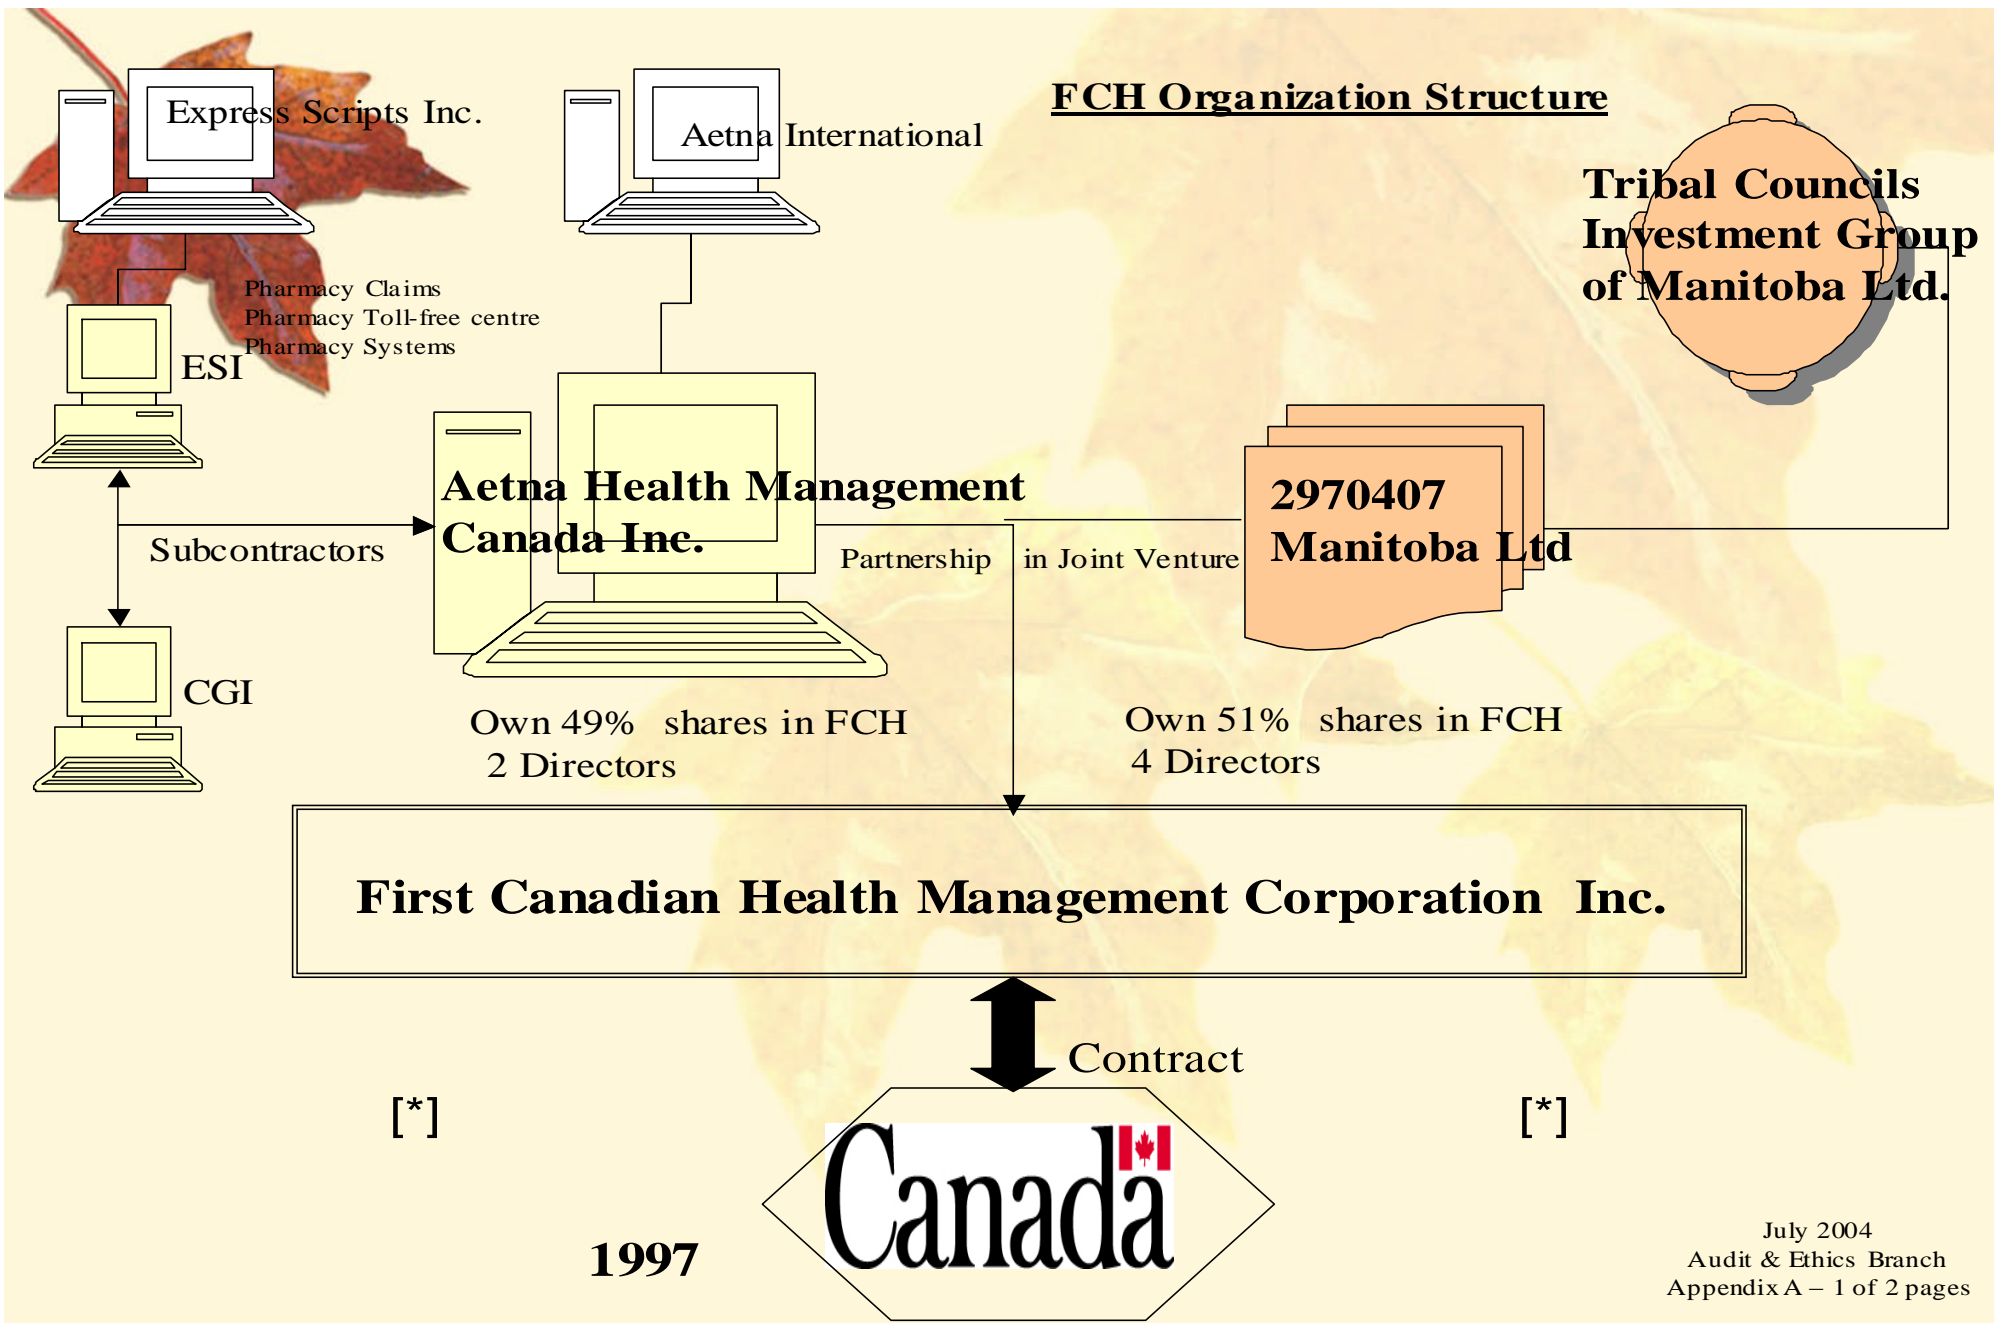 FCH Organization Structure
Express Scripts Inc.
Aetna International
Tribal Councils
Investment Group
of Manitoba Ltd.
Pharmacy Claims
Pharmacy Toll-free centre
Pharmacy Systems
ESI
Aetna Health Management
Canada Inc.
2970407
Manitoba Ltd
Subcontractors
Partnership in Joint Venture
CGI
Own 49% shares in FCH
2 Directors
Own 51% shares in FCH
4 Directors
First Canadian Health Management Corporation Inc.
Contract
[*]
[*]
Canada
1997
July 2004
Audit & Ethics Branch
Appendix A – 1 of 2 pages